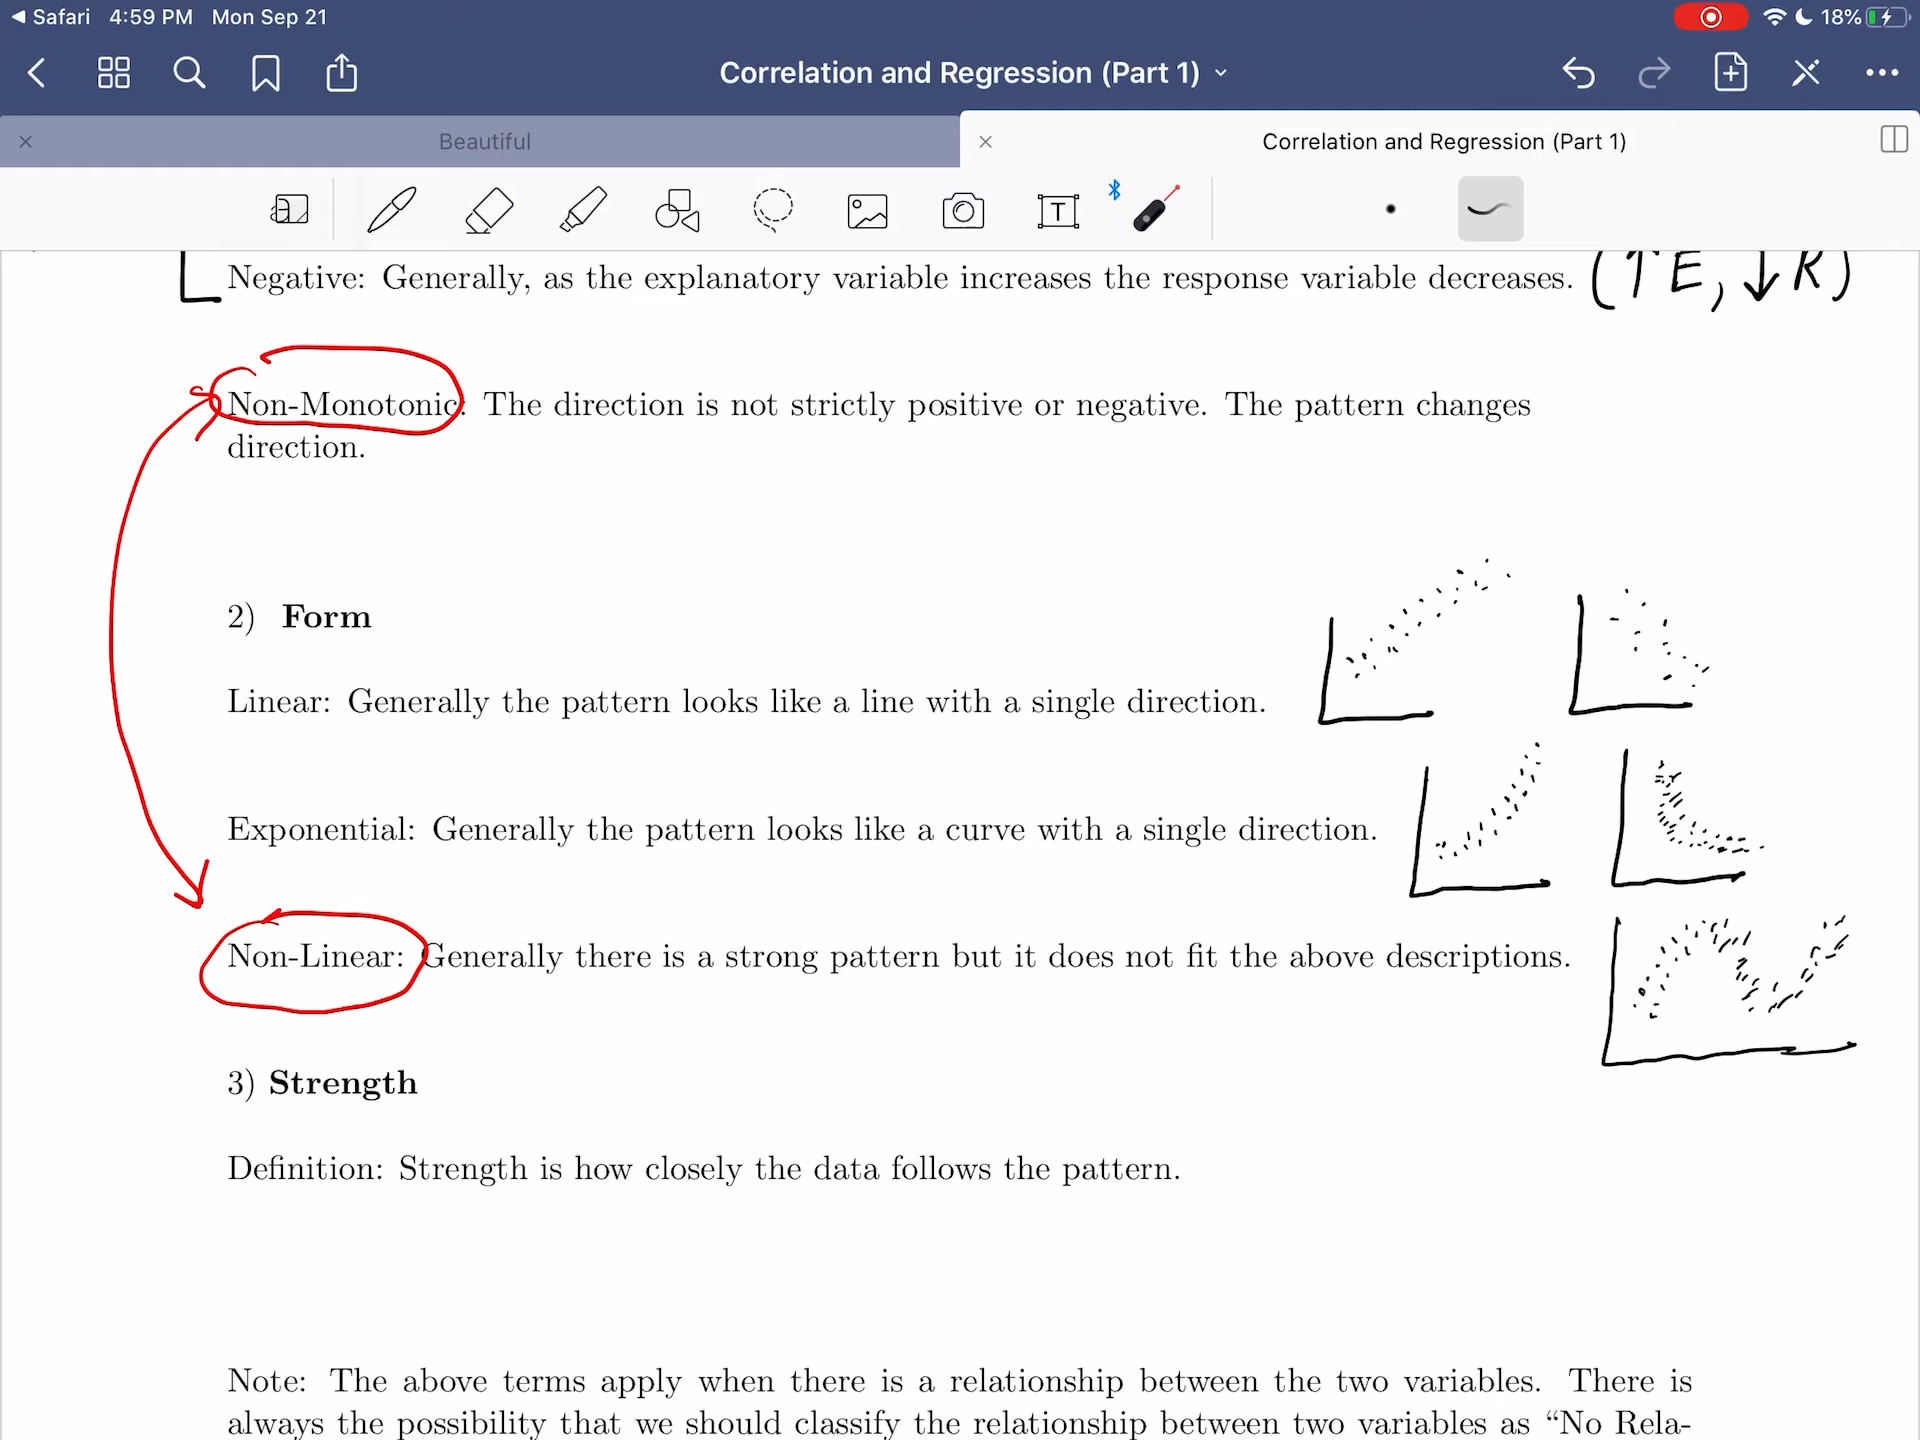 Safari 4:59 PM Mon Sep 21 18%
Correlation and Regression (Part 1)
Beautiful Correlation and Regression (Part 1)
a T
Negative: Generally, as the explanatory variable increases the response variable decreases. (↑E, ↓R)
Non-Monotonic: The direction is not strictly positive or negative. The pattern changes
direction.
2) Form
Linear: Generally the pattern looks like a line with a single direction.
Exponential: Generally the pattern looks like a curve with a single direction.
Non-Linear: Generally there is a strong pattern but it does not fit the above descriptions.
3) Strength
Definition: Strength is how closely the data follows the pattern.
Note: The above terms apply when there is a relationship between the two variables. There is
always the possibility that we should classify the relationship between two variables as “No Rela-